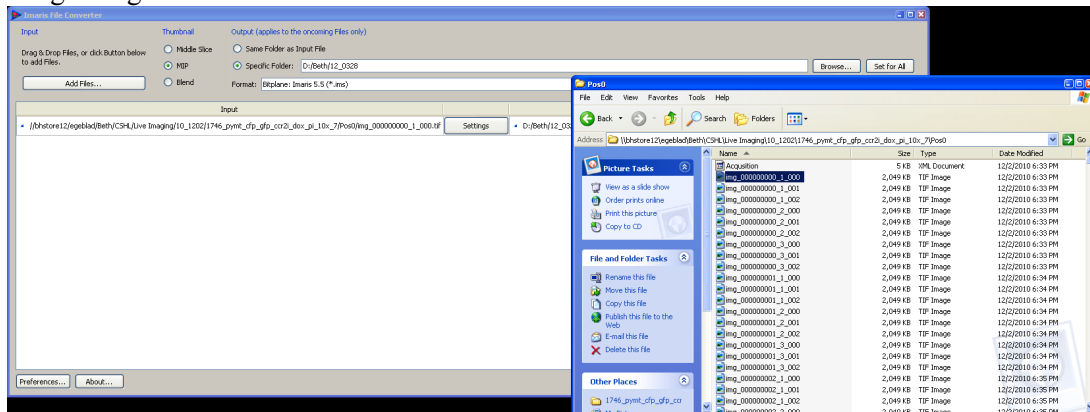 Imaris File Converter
Input
Thumbnail
Output (applies to the oncoming Files only)
Drag & Drop Files, or click Button below
to add Files.
Middle Slice
MIP
Blend
Same Folder as Input File
Specific Folder: D:/Beth/12_0328
Browse...
Set for All
Add Files...
Format: Bitplane: Imaris 5.5 (*.ims)
Input
//bhstore12/egeblad/Beth/CSHL/Live Imaging/10_1202/1746_pymt_cfp_gfp_ccr2i_dox_pi_10x_7/Pos0/img_000000000_1_000.tif
Settings
Preferences...
About...
Pos0
File Edit View Favorites Tools Help
Back
Search
Folders
Address \\bhstore12\egeblad\Beth\CSHL\Live Imaging\10_1202\1746_pymt_cfp_gfp_ccr2i_dox_pi_10x_7\Pos0
Go
Picture Tasks
View as a slide show
Order prints online
Print this picture
Copy to CD
File and Folder Tasks
Rename this file
Move this file
Copy this file
Publish this file to the
Web
E-mail this file
Delete this file
Other Places
1746_pymt_cfp_gfp_ccr
Name Size Type Date Modified
Acqusition 5 KB XML Document 12/2/2010 6:33 PM
img_000000000_1_000 2,049 KB TIF Image 12/2/2010 6:33 PM
img_000000000_1_001 2,049 KB TIF Image 12/2/2010 6:33 PM
img_000000000_1_002 2,049 KB TIF Image 12/2/2010 6:33 PM
img_000000000_2_000 2,049 KB TIF Image 12/2/2010 6:33 PM
img_000000000_2_001 2,049 KB TIF Image 12/2/2010 6:33 PM
img_000000000_2_002 2,049 KB TIF Image 12/2/2010 6:33 PM
img_000000000_3_000 2,049 KB TIF Image 12/2/2010 6:33 PM
img_000000000_3_001 2,049 KB TIF Image 12/2/2010 6:33 PM
img_000000000_3_002 2,049 KB TIF Image 12/2/2010 6:33 PM
img_000000001_1_000 2,049 KB TIF Image 12/2/2010 6:34 PM
img_000000001_1_001 2,049 KB TIF Image 12/2/2010 6:34 PM
img_000000001_1_002 2,049 KB TIF Image 12/2/2010 6:34 PM
img_000000001_2_000 2,049 KB TIF Image 12/2/2010 6:34 PM
img_000000001_2_001 2,049 KB TIF Image 12/2/2010 6:34 PM
img_000000001_2_002 2,049 KB TIF Image 12/2/2010 6:34 PM
img_000000001_3_000 2,049 KB TIF Image 12/2/2010 6:34 PM
img_000000001_3_001 2,049 KB TIF Image 12/2/2010 6:34 PM
img_000000001_3_002 2,049 KB TIF Image 12/2/2010 6:34 PM
img_000000002_1_000 2,049 KB TIF Image 12/2/2010 6:35 PM
img_000000002_1_001 2,049 KB TIF Image 12/2/2010 6:35 PM
img_000000002_1_002 2,049 KB TIF Image 12/2/2010 6:35 PM